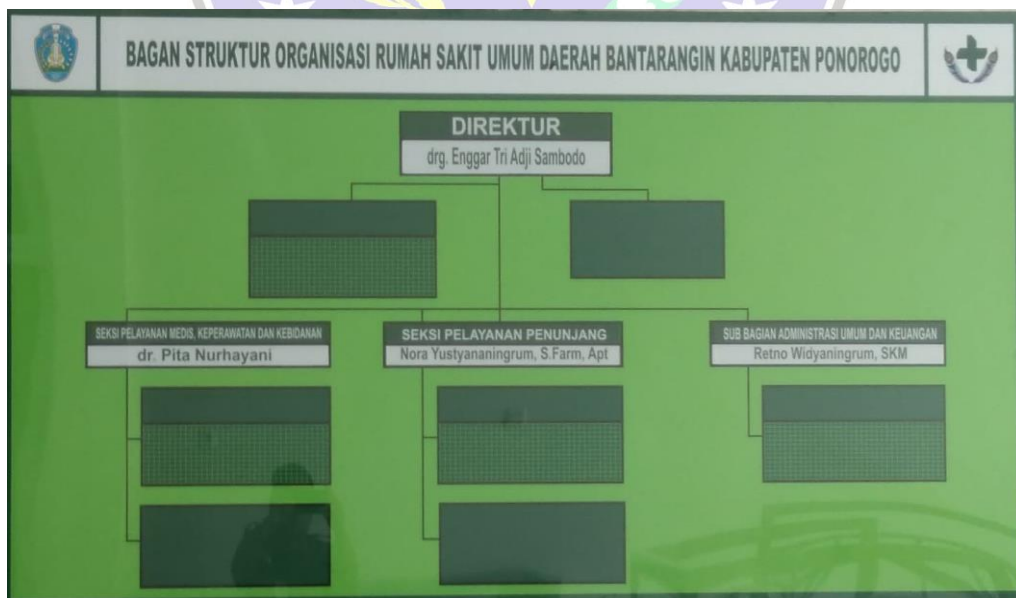 BAGAN STRUKTUR ORGANISASI RUMAH SAKIT UMUM DAERAH BANTARANGIN KABUPATEN PONOROGO
DIREKTUR
drg. Enggar Tri Adji Sambodo
SEKSI PELAYANAN MEDIS, KEPERAWATAN DAN KEBIDANAN
dr. Pita Nurhayani
SEKSI PELAYANAN PENUNJANG
Nora Yustyananingrum, S.Farm, Apt
SUB BAGIAN ADMINISTRASI UMUM DAN KEUANGAN
Retno Widyaningrum, SKM